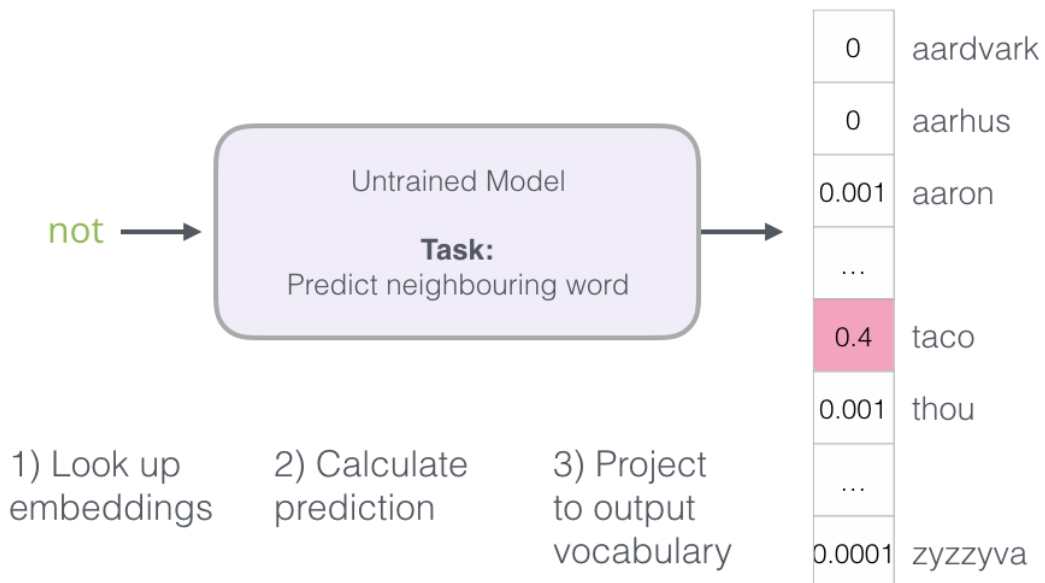 not
Untrained Model
Task:
Predict neighbouring word
1) Look up
embeddings
2) Calculate
prediction
3) Project
to output
vocabulary
0 aardvark
0 aarhus
0.001 aaron
...
0.4 taco
0.001 thou
...
0.0001 zyzzyva